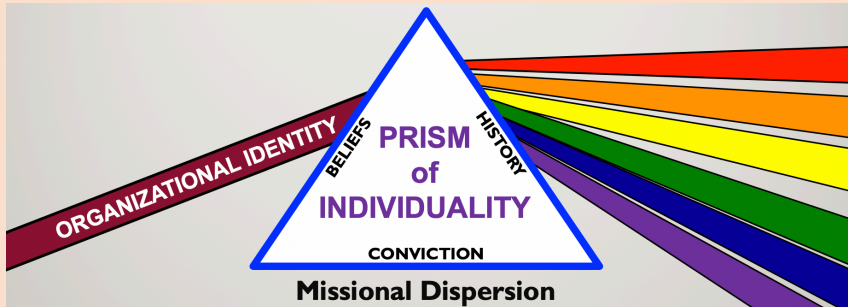 ORGANIZATIONAL IDENTITY
BELIEFS
HISTORY
PRISM
of
INDIVIDUALITY
CONVICTION
Missional Dispersion